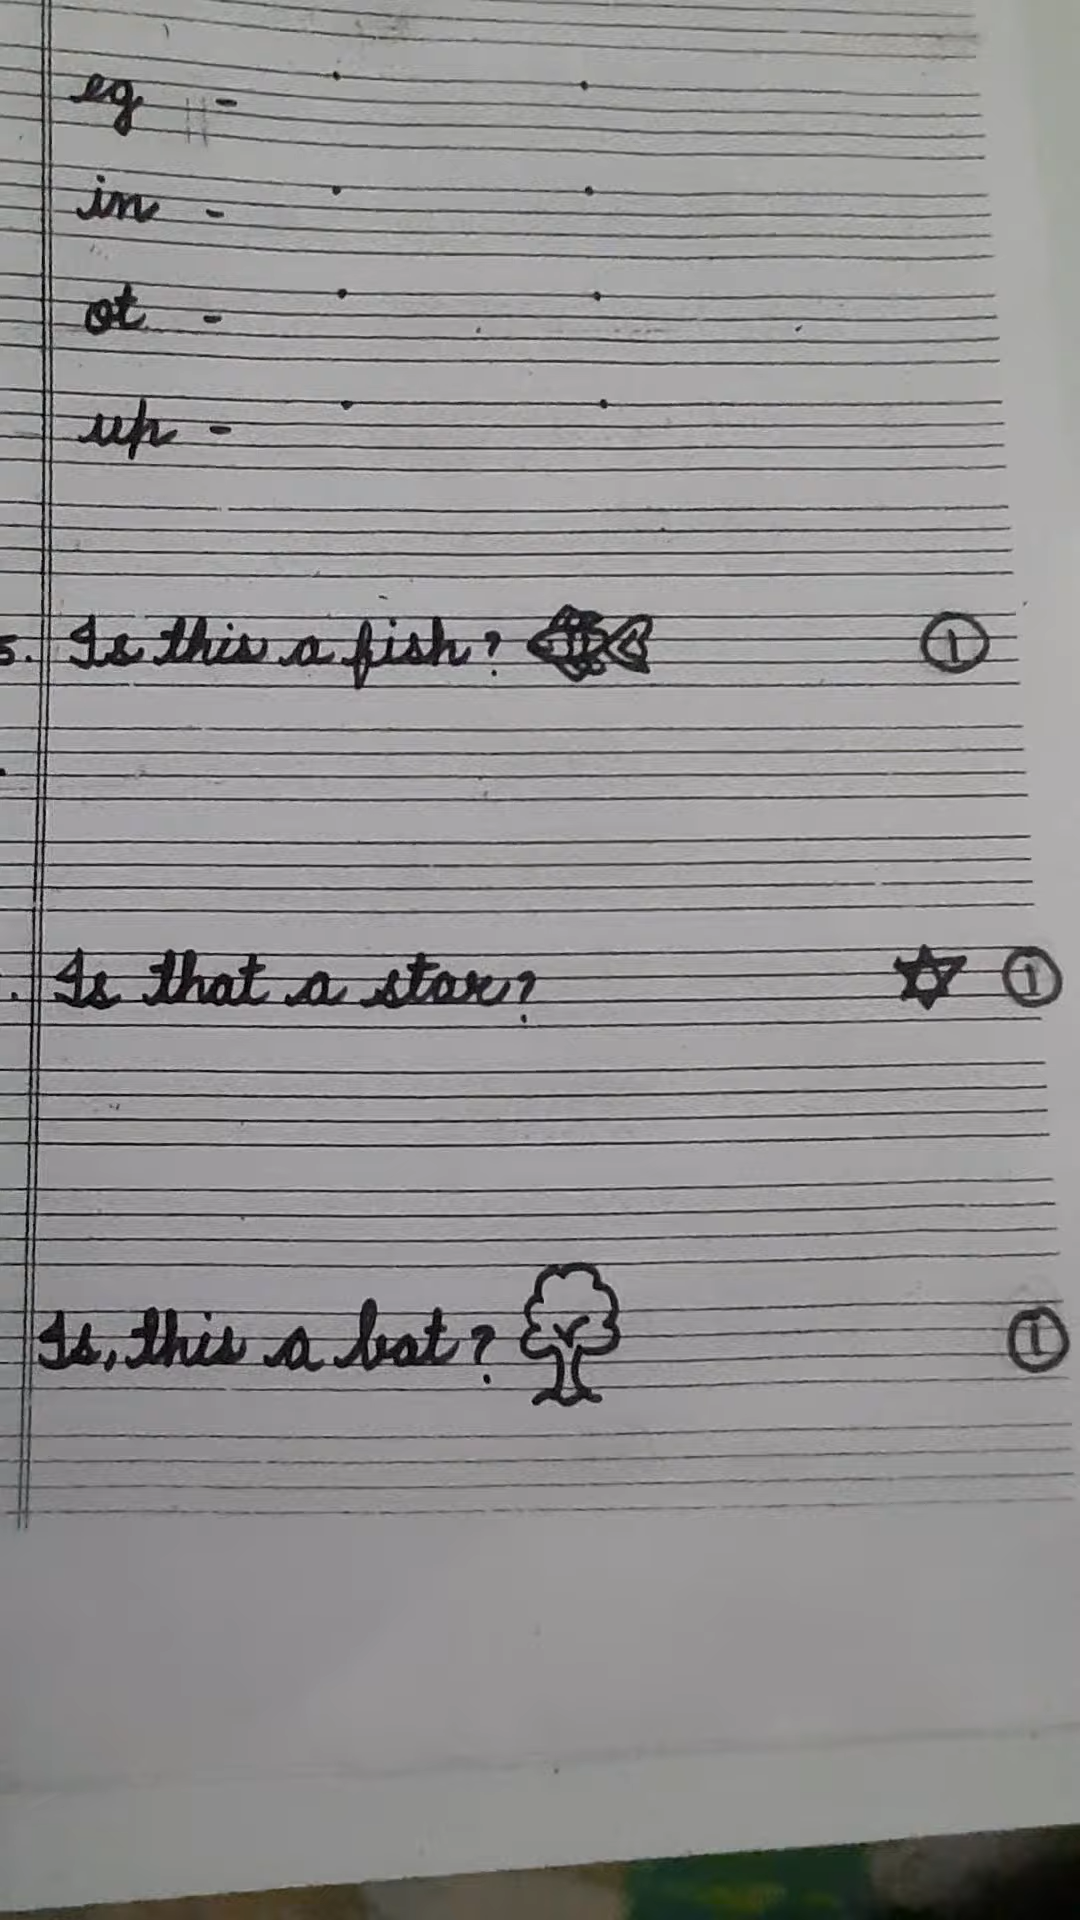 eg -
in -
ot -
up -
5. Is this a fish? ①
. Is that a star? ①
Is, this a bat? ①